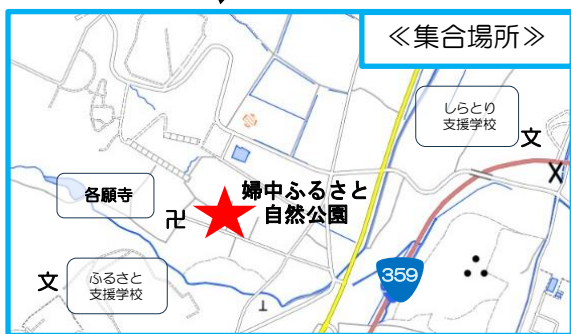 ≪集合場所≫
しらとり
支援学校
文
各願寺
卍
婦中ふるさと
自然公園
文
ふるさと
支援学校
359